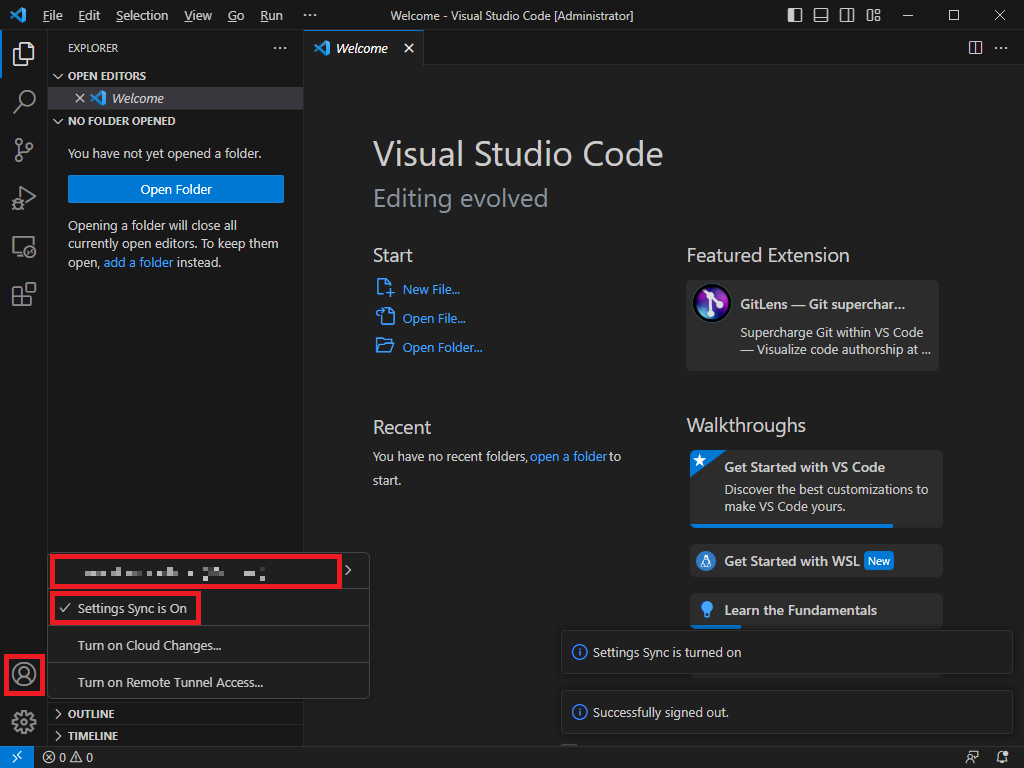 File Edit Selection View Go Run ···
Welcome - Visual Studio Code [Administrator]
EXPLORER
Welcome
OPEN EDITORS
Welcome
NO FOLDER OPENED
You have not yet opened a folder.
Open Folder
Opening a folder will close all
currently open editors. To keep them
open, add a folder instead.
Visual Studio Code
Editing evolved
Start
New File...
Open File...
Open Folder...
Recent
You have no recent folders, open a folder to
start.
Featured Extension
GitLens — Git superchar...
Supercharge Git within VS Code
— Visualize code authorship at ...
Walkthroughs
Get Started with VS Code
Discover the best customizations to
make VS Code yours.
Get Started with WSL New
Learn the Fundamentals
Settings Sync is On
Turn on Cloud Changes...
Turn on Remote Tunnel Access...
Settings Sync is turned on
Successfully signed out.
OUTLINE
TIMELINE
0 0